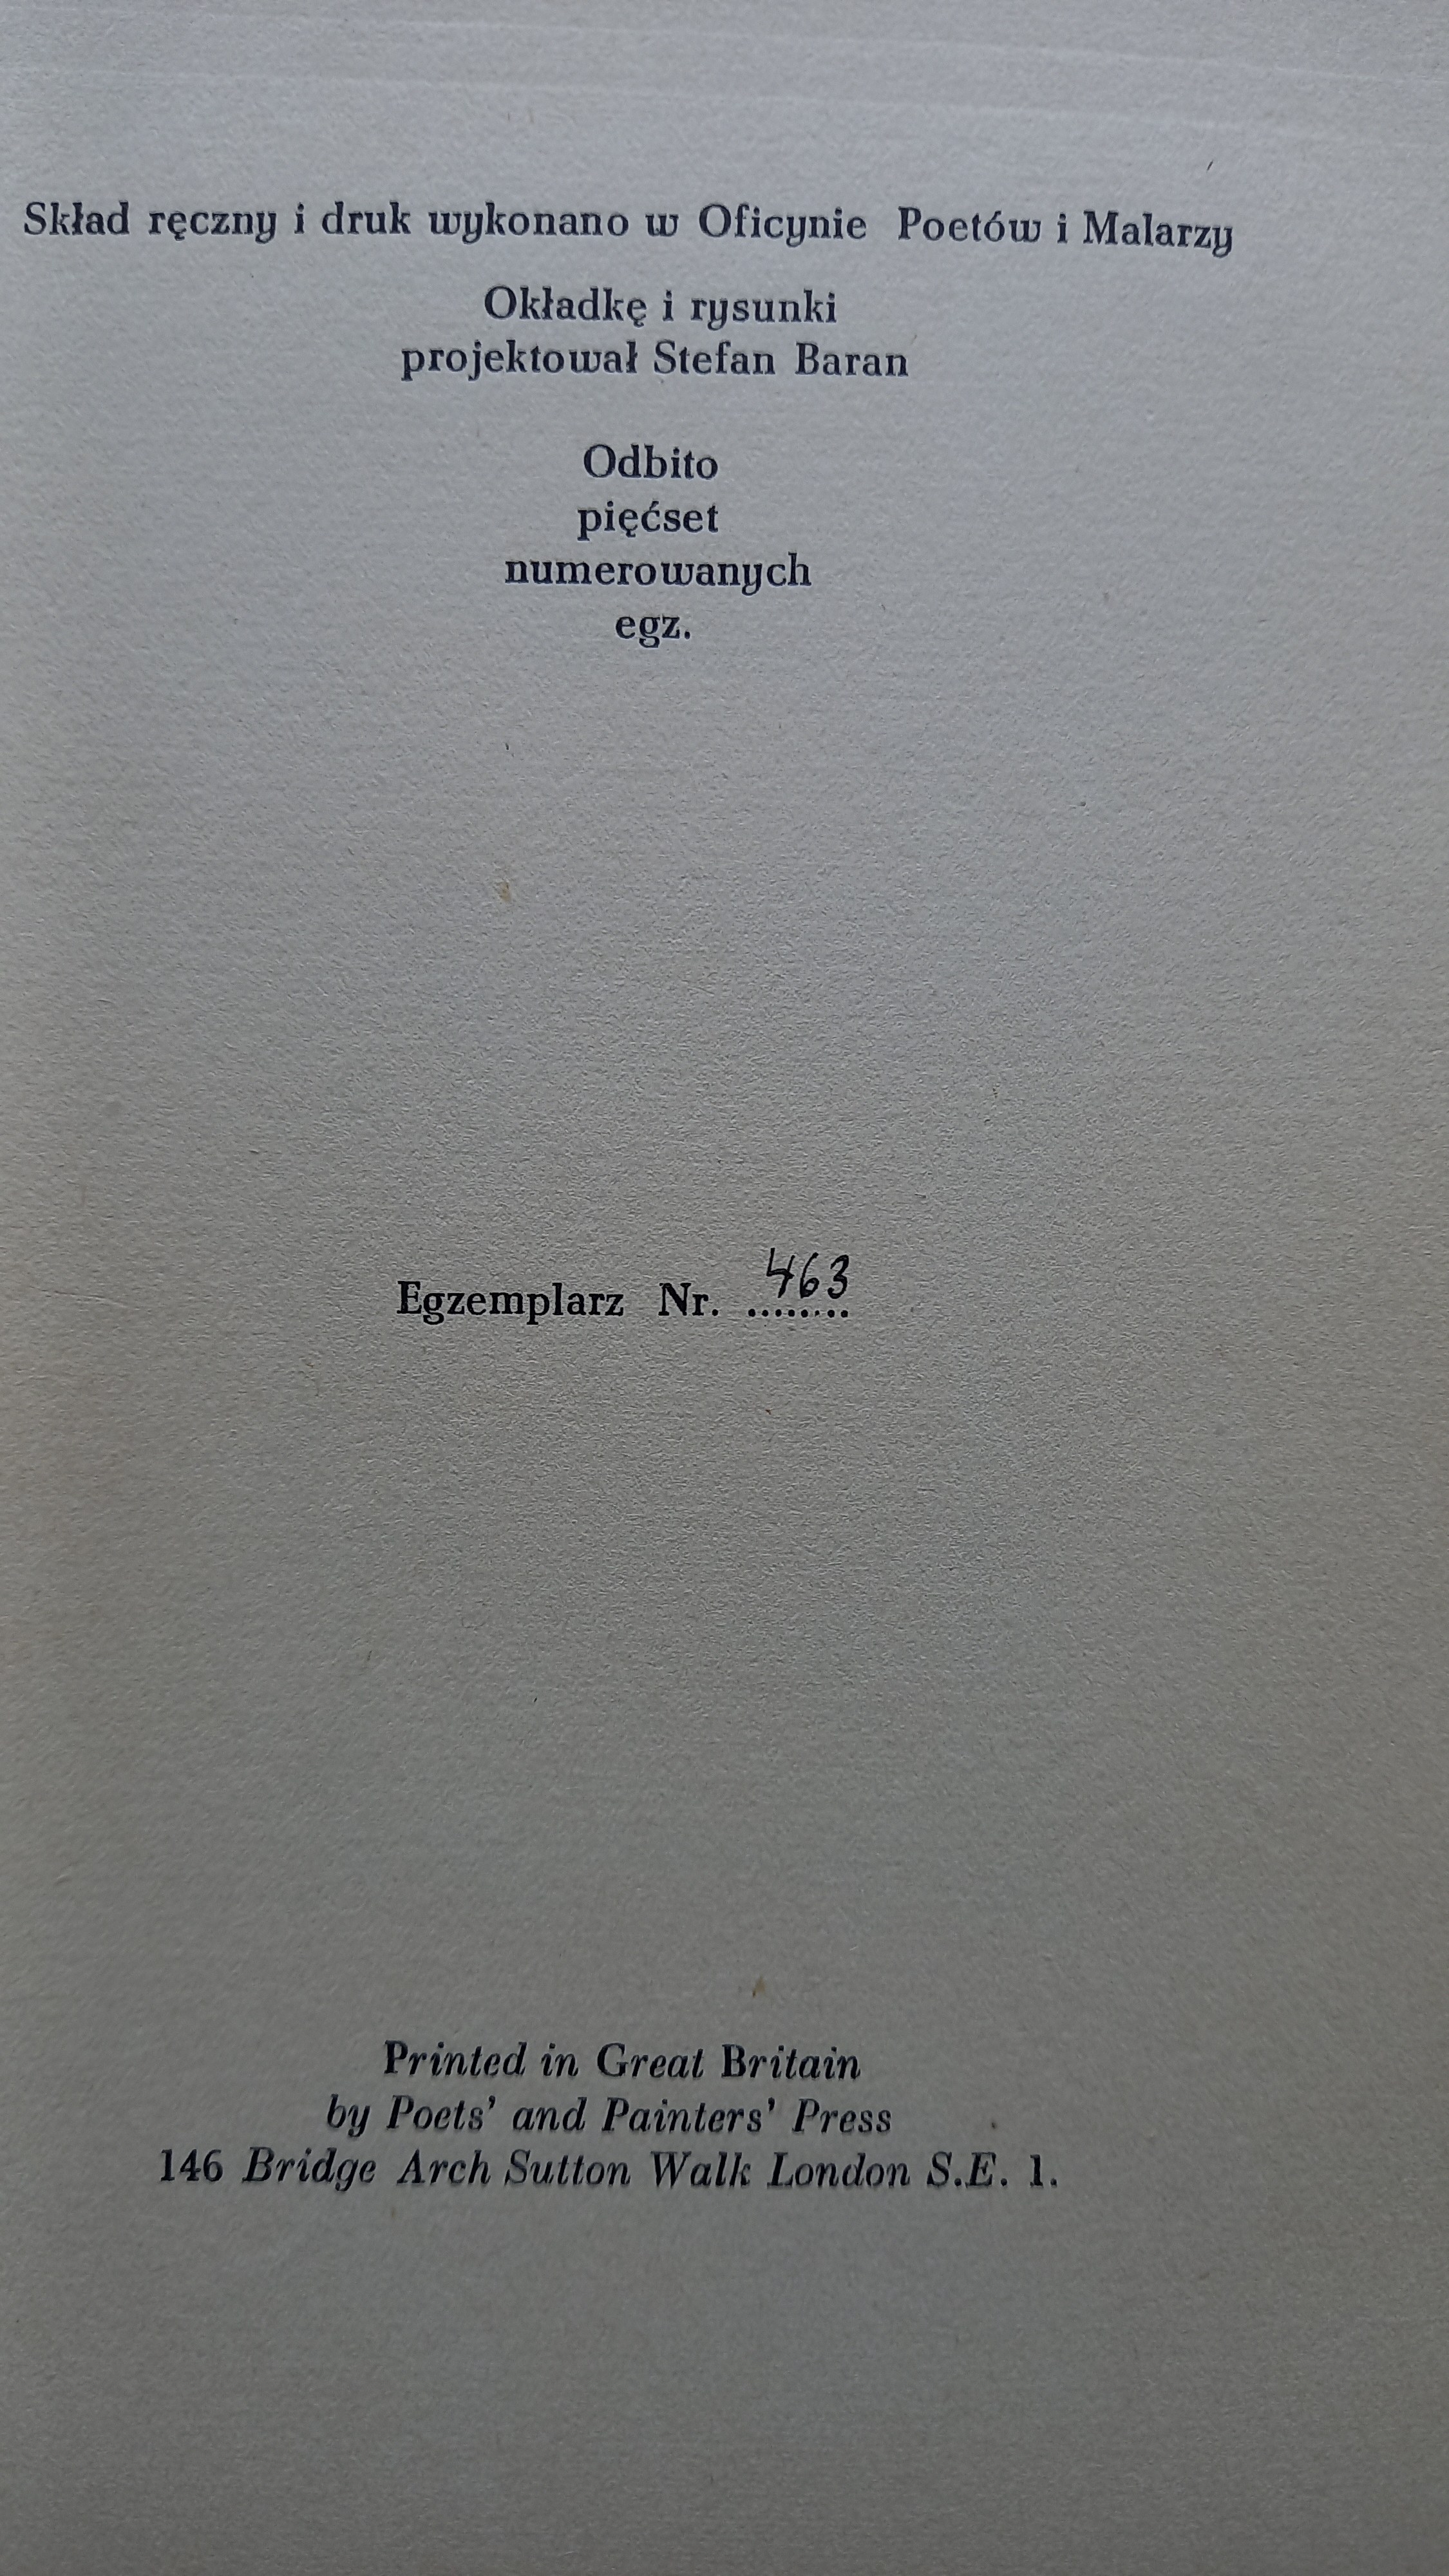 Skład ręczny i druk wykonano w Oficynie Poetów i Malarzy
Okładkę i rysunki
projektował Stefan Baran
Odbito
pięćset
numerowanych
egz.
Egzemplarz Nr. ........ 463
Printed in Great Britain
by Poets’ and Painters’ Press
146 Bridge Arch Sutton Walk London S.E. 1.